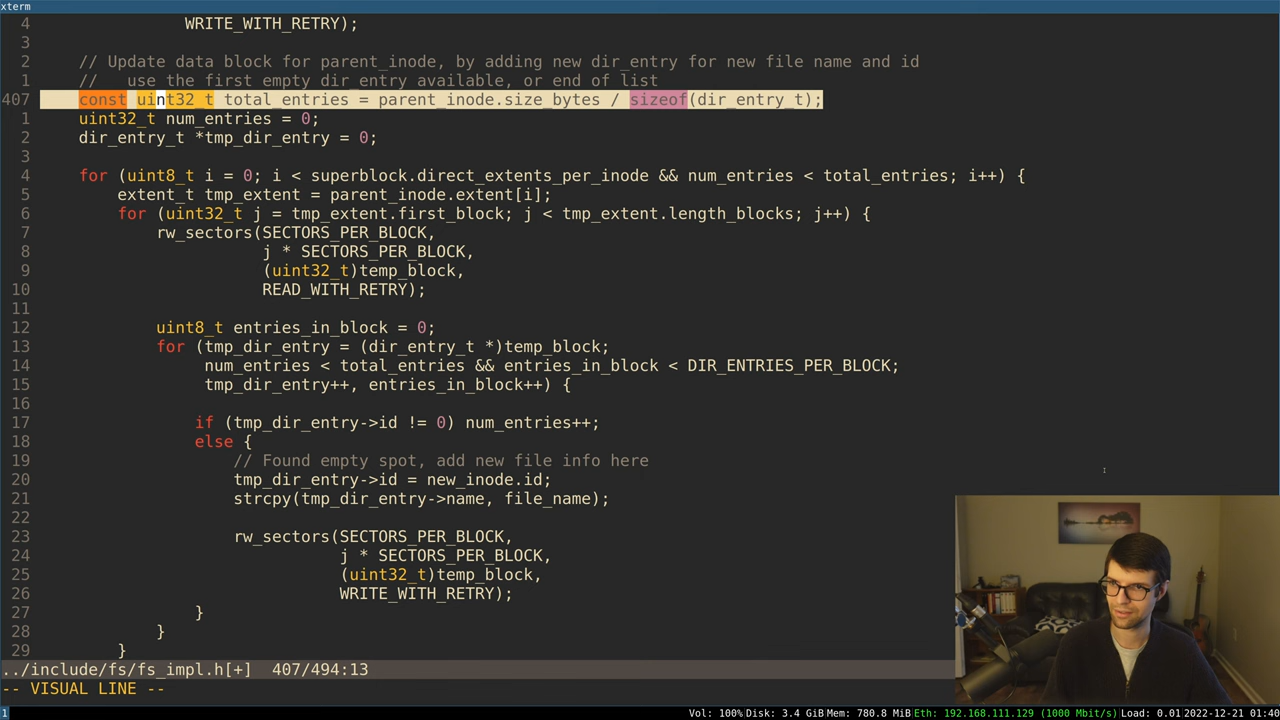 xterm
4                WRITE_WITH_RETRY);
3
2     // Update data block for parent_inode, by adding new dir_entry for new file name and id
1     //   use the first empty dir_entry available, or end of list
407     const uint32_t total_entries = parent_inode.size_bytes / sizeof(dir_entry_t);
1     uint32_t num_entries = 0;
2     dir_entry_t *tmp_dir_entry = 0;
3
4     for (uint8_t i = 0; i < superblock.direct_extents_per_inode && num_entries < total_entries; i++) {
5         extent_t tmp_extent = parent_inode.extent[i];
6         for (uint32_t j = tmp_extent.first_block; j < tmp_extent.length_blocks; j++) {
7             rw_sectors(SECTORS_PER_BLOCK,
8                        j * SECTORS_PER_BLOCK,
9                        (uint32_t)temp_block,
10                        READ_WITH_RETRY);
11
12             uint8_t entries_in_block = 0;
13             for (tmp_dir_entry = (dir_entry_t *)temp_block;
14                  num_entries < total_entries && entries_in_block < DIR_ENTRIES_PER_BLOCK;
15                  tmp_dir_entry++, entries_in_block++) {
16
17                 if (tmp_dir_entry->id != 0) num_entries++;
18                 else {
19                     // Found empty spot, add new file info here
20                     tmp_dir_entry->id = new_inode.id;
21                     strcpy(tmp_dir_entry->name, file_name);
22
23                     rw_sectors(SECTORS_PER_BLOCK,
24                                j * SECTORS_PER_BLOCK,
25                                (uint32_t)temp_block,
26                                WRITE_WITH_RETRY);
27                 }
28             }
29         }
../include/fs/fs_impl.h[+]  407/494:13
-- VISUAL LINE --
1 Vol: 100% Disk: 3.4 GiB Mem: 780.8 MiB Eth: 192.168.111.129 (1000 Mbit/s) Load: 0.01 2022-12-21 01:40